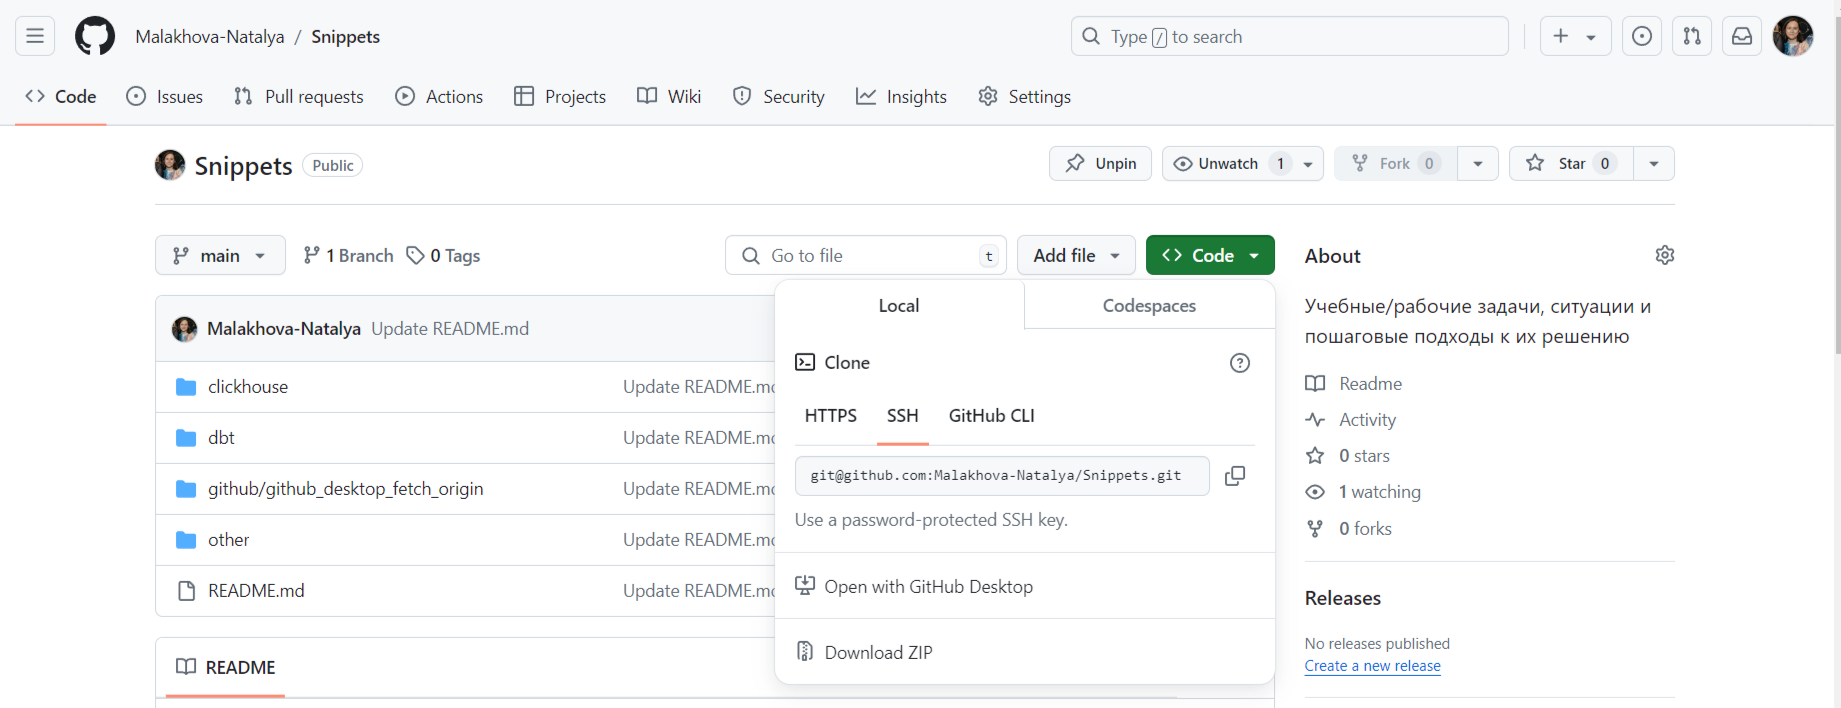 Malakhova-Natalya / Snippets
Type / to search
Code Issues Pull requests Actions Projects Wiki Security Insights Settings
Snippets Public
Unpin Unwatch 1 Fork 0 Star 0
main 1 Branch 0 Tags
Go to file t Add file Code
Malakhova-Natalya Update README.md
clickhouse Update README.md
dbt Update README.md
github/github_desktop_fetch_origin Update README.md
other Update README.md
README.md Update README.md
README
Local Codespaces
Clone
HTTPS SSH GitHub CLI
git@github.com:Malakhova-Natalya/Snippets.git
Use a password-protected SSH key.
Open with GitHub Desktop
Download ZIP
About
Учебные/рабочие задачи, ситуации и
пошаговые подходы к их решению
Readme
Activity
0 stars
1 watching
0 forks
Releases
No releases published
Create a new release